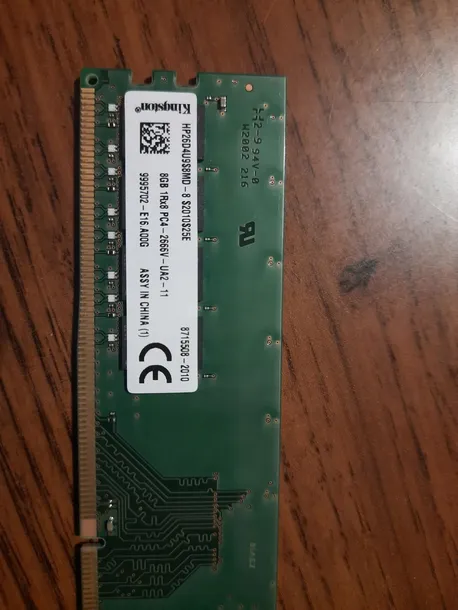 Kingston
HP26D4U9S8MD-8 S2010S25E
8GB 1Rx8 PC4-2666V-UA2-11
9995702-E16.A00G
ASSY IN CHINA (1)
8715508-2010
CE
94V-0
W2002 216